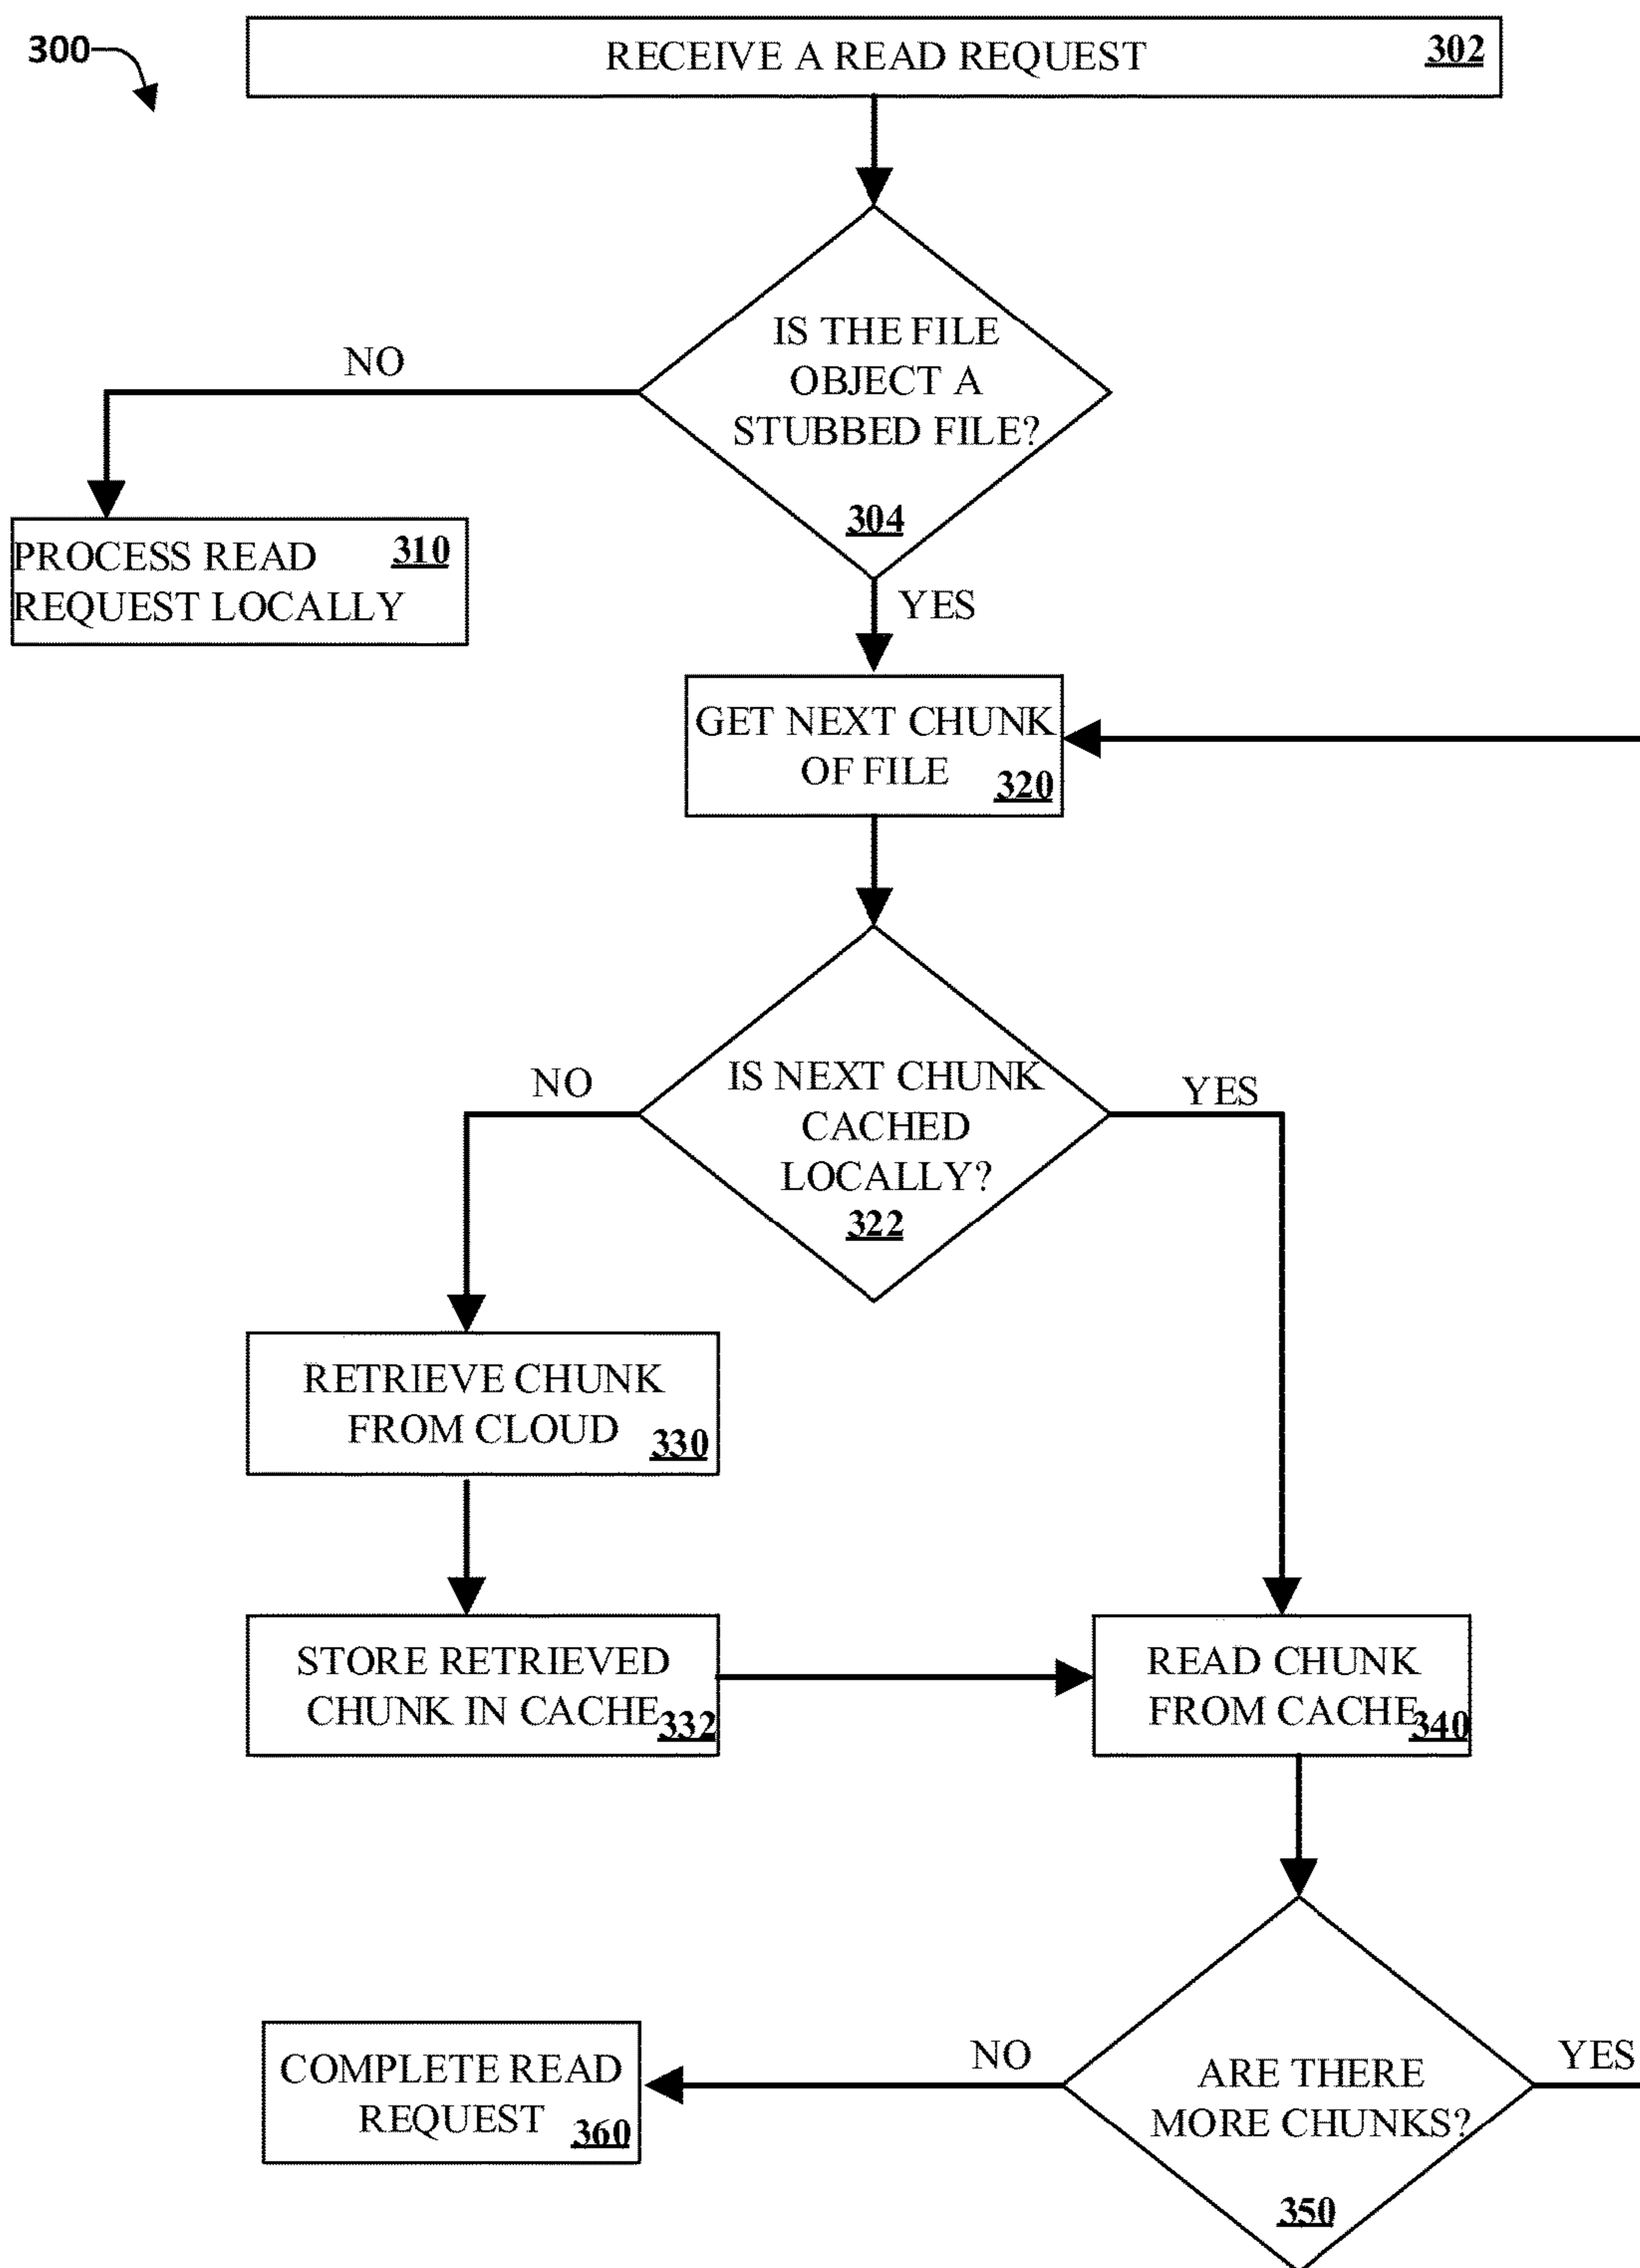 300
RECEIVE A READ REQUEST 302
IS THE FILE
OBJECT A
STUBBED FILE?
304
NO
PROCESS READ 310
REQUEST LOCALLY
YES
GET NEXT CHUNK
OF FILE 320
IS NEXT CHUNK
CACHED
LOCALLY?
322
NO
YES
RETRIEVE CHUNK
FROM CLOUD 330
STORE RETRIEVED
CHUNK IN CACHE 332
READ CHUNK
FROM CACHE 340
ARE THERE
MORE CHUNKS?
350
NO
YES
COMPLETE READ
REQUEST 360